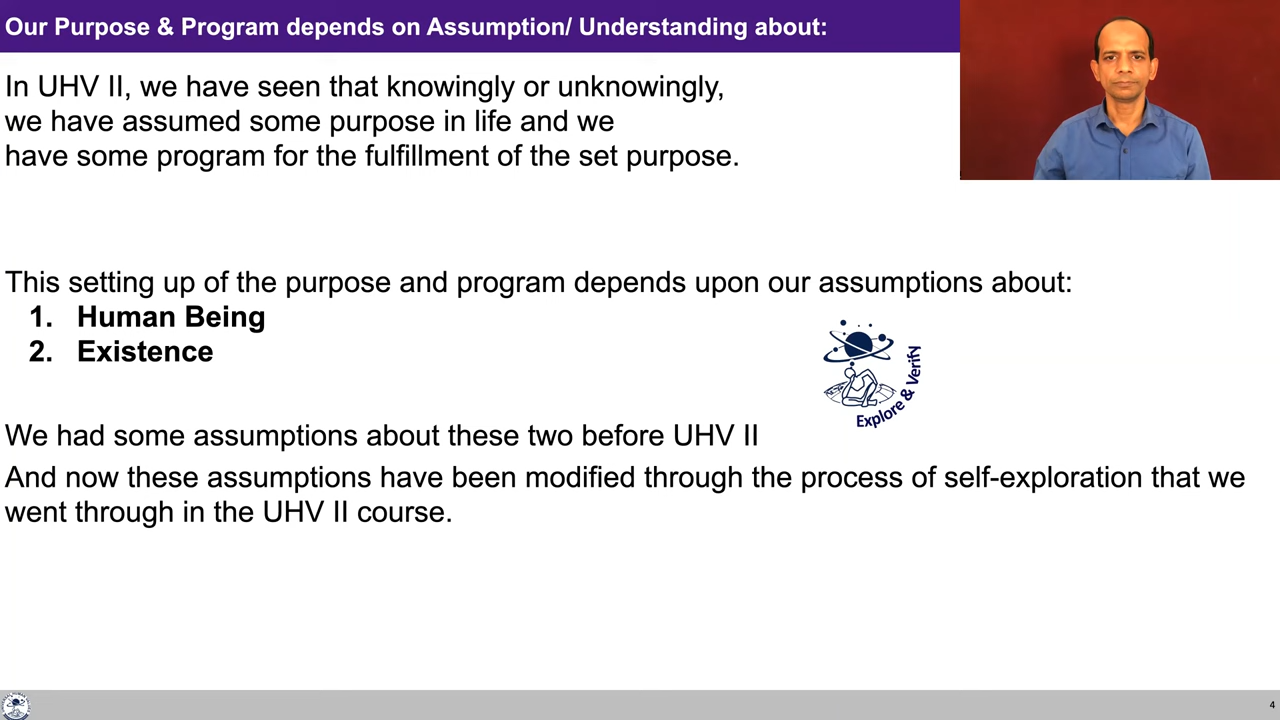 Our Purpose & Program depends on Assumption/ Understanding about:
In UHV II, we have seen that knowingly or unknowingly,
we have assumed some purpose in life and we
have some program for the fulfillment of the set purpose.
This setting up of the purpose and program depends upon our assumptions about:
1. Human Being
2. Existence
Explore & Verify
We had some assumptions about these two before UHV II
And now these assumptions have been modified through the process of self-exploration that we
went through in the UHV II course.
4